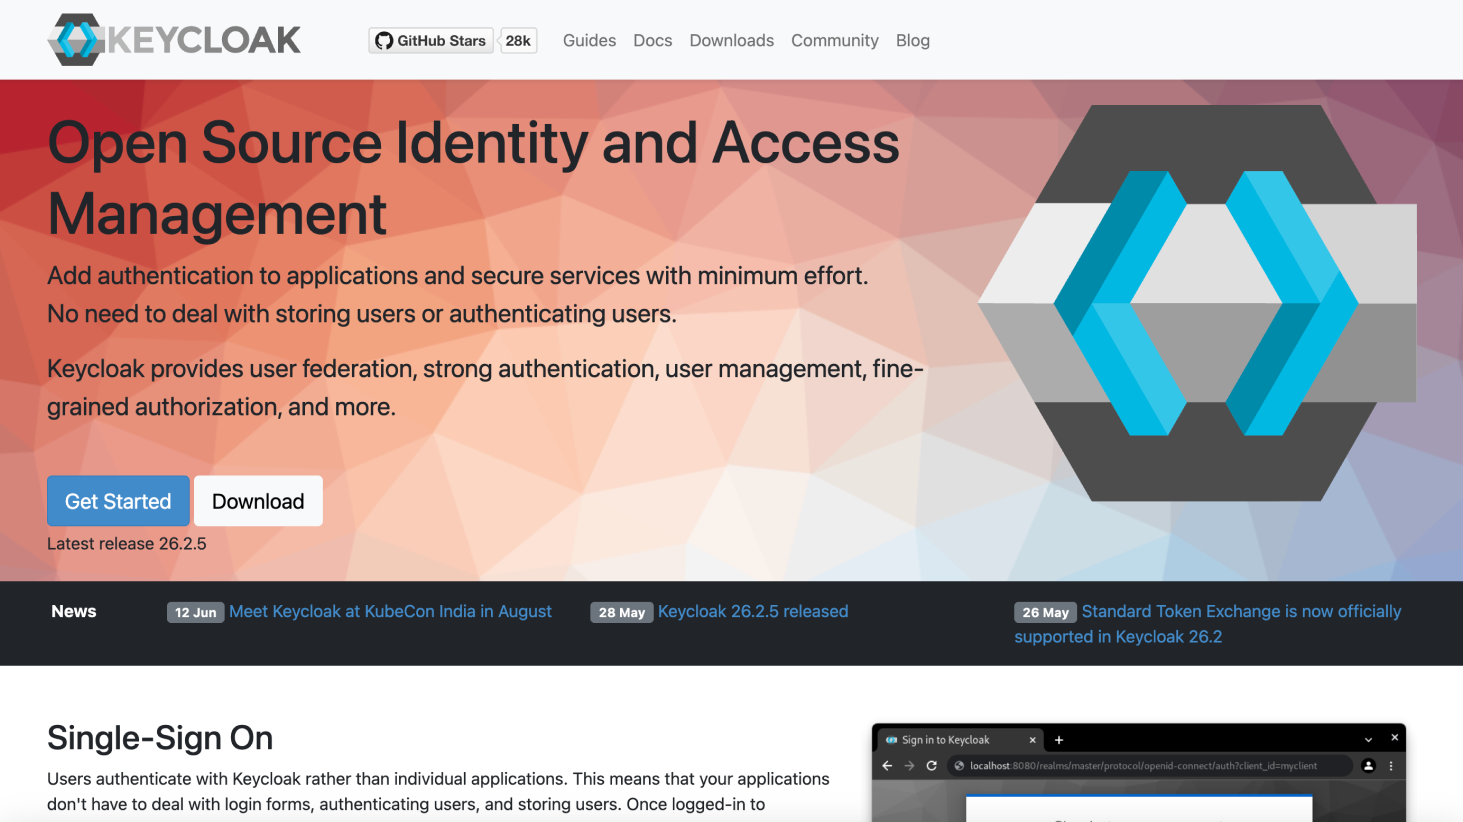 KEYCLOAK
GitHub Stars 28k Guides Docs Downloads Community Blog
Open Source Identity and Access
Management
Add authentication to applications and secure services with minimum effort.
No need to deal with storing users or authenticating users.
Keycloak provides user federation, strong authentication, user management, fine-
grained authorization, and more.
Get Started Download
Latest release 26.2.5
News
12 Jun Meet Keycloak at KubeCon India in August
28 May Keycloak 26.2.5 released
26 May Standard Token Exchange is now officially
supported in Keycloak 26.2
Single-Sign On
Users authenticate with Keycloak rather than individual applications. This means that your applications
don't have to deal with login forms, authenticating users, and storing users. Once logged-in to
Sign in to Keycloak
localhost:8080/realms/master/protocol/openid-connect/auth?client_id=myclient